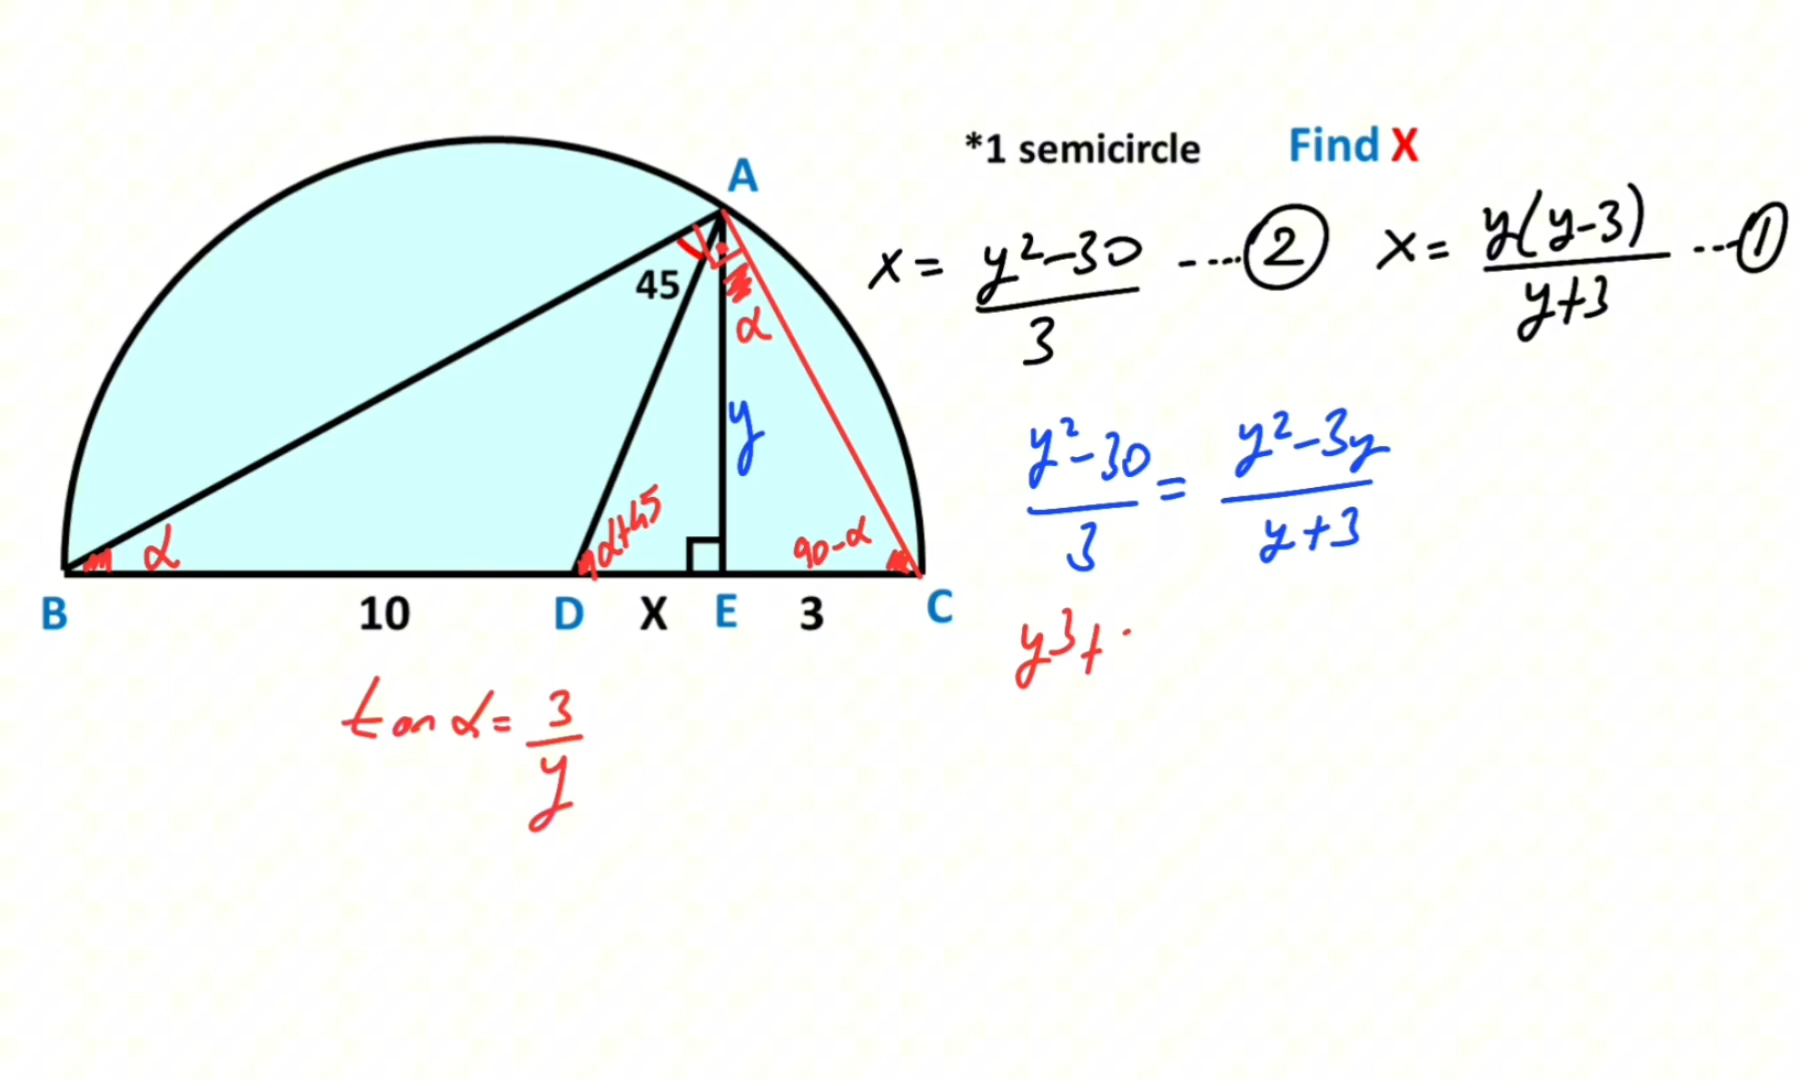 *1 semicircle Find X
A
x = y²-30 / 3 ----② x = y(y-3) / y+3 ---①
45
α
y
y²-30 / 3 = y²-3y / y+3
α α+45 90-α
B 10 D X E 3 C
y³+
tan α = 3 / y